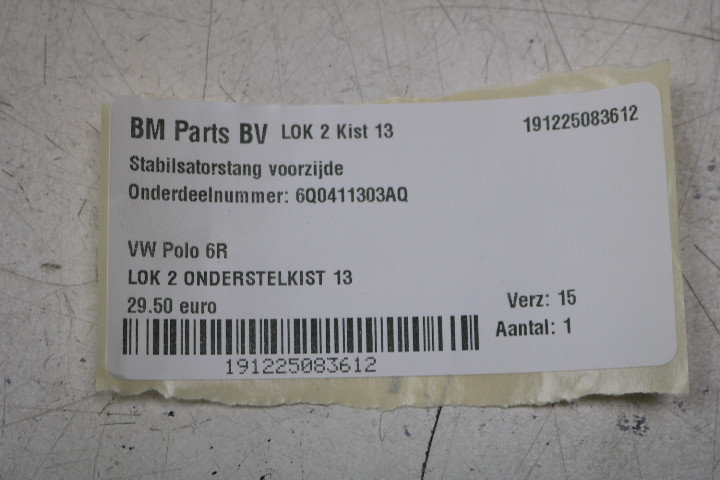 BM Parts BV LOK 2 Kist 13 191225083612
Stabilsatorstang voorzijde
Onderdeelnummer: 6Q0411303AQ
VW Polo 6R
LOK 2 ONDERSTELKIST 13
29.50 euro Verz: 15
Aantal: 1
191225083612